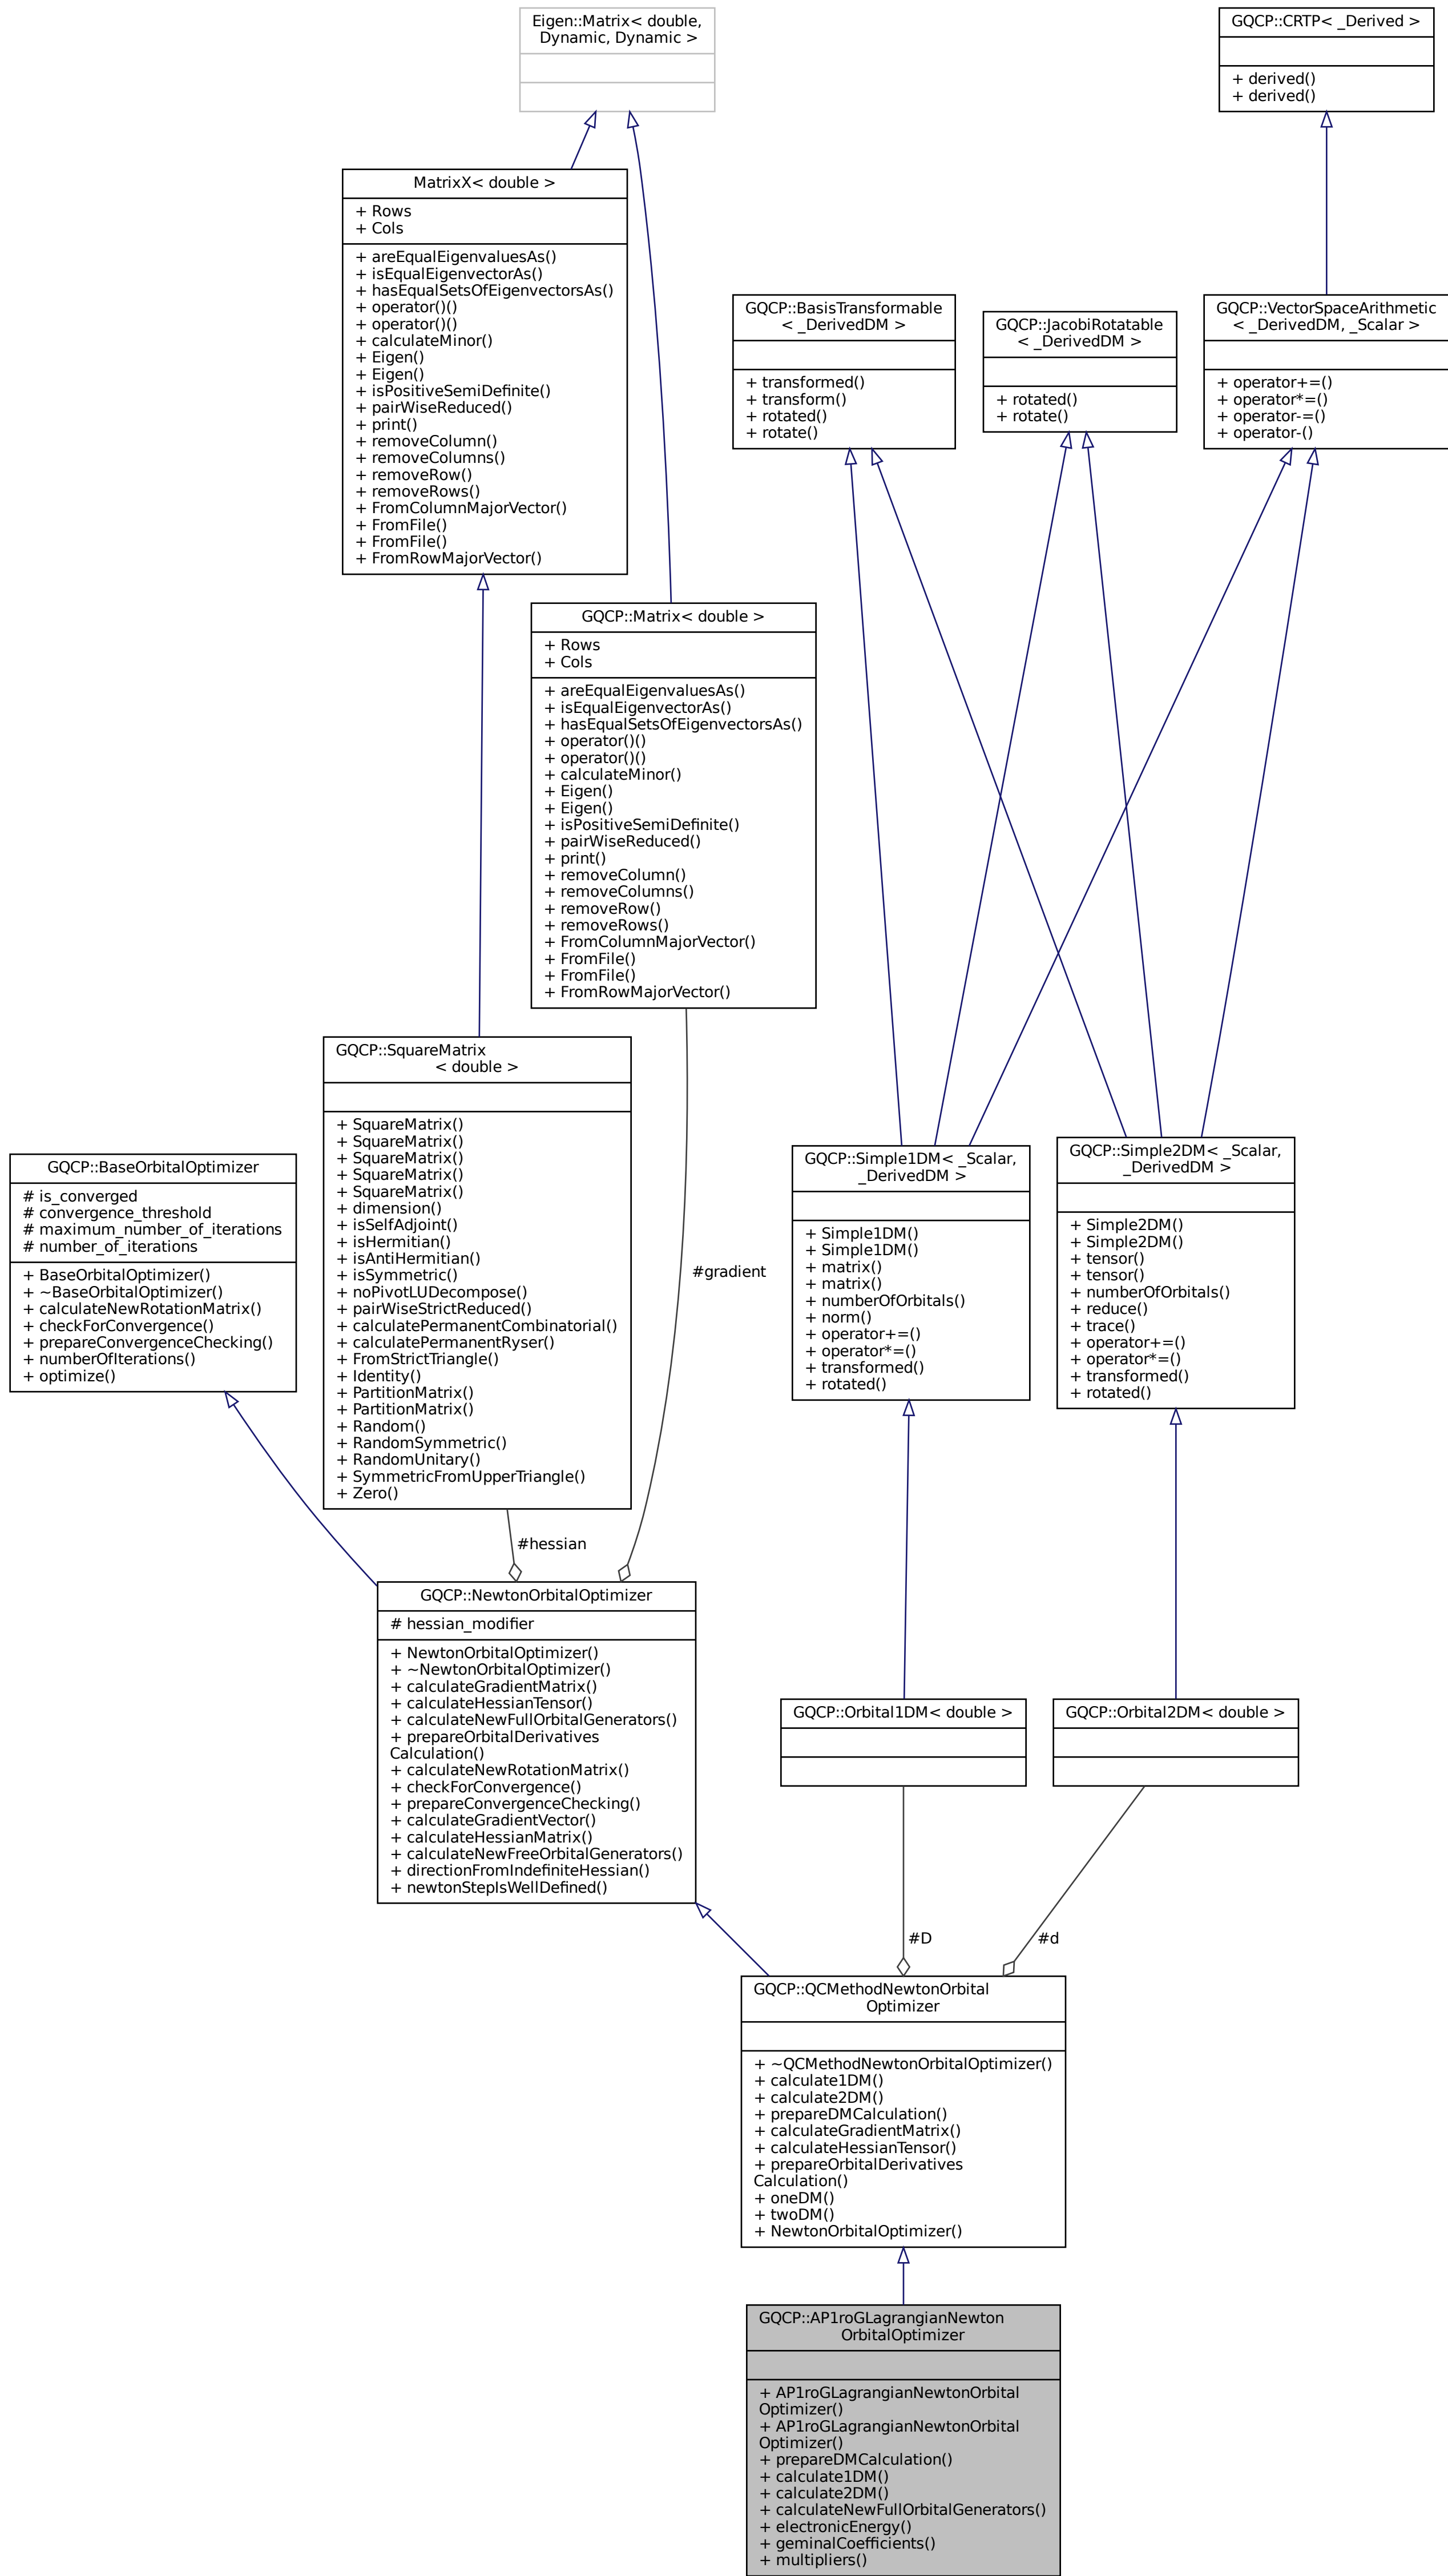 Eigen::Matrix< double,
Dynamic, Dynamic >
GQCP::CRTP< _Derived >
+ derived()
+ derived()
MatrixX< double >
+ Rows
+ Cols
+ areEqualEigenvaluesAs()
+ isEqualEigenvectorAs()
+ hasEqualSetsOfEigenvectorsAs()
+ operator()()
+ operator()()
+ calculateMinor()
+ Eigen()
+ Eigen()
+ isPositiveSemiDefinite()
+ pairWiseReduced()
+ print()
+ removeColumn()
+ removeColumns()
+ removeRow()
+ removeRows()
+ FromColumnMajorVector()
+ FromFile()
+ FromFile()
+ FromRowMajorVector()
GQCP::BasisTransformable
< _DerivedDM >
+ transformed()
+ transform()
+ rotated()
+ rotate()
GQCP::JacobiRotatable
< _DerivedDM >
+ rotated()
+ rotate()
GQCP::VectorSpaceArithmetic
< _DerivedDM, _Scalar >
+ operator+=()
+ operator*=()
+ operator-=()
+ operator-()
GQCP::Matrix< double >
+ Rows
+ Cols
+ areEqualEigenvaluesAs()
+ isEqualEigenvectorAs()
+ hasEqualSetsOfEigenvectorsAs()
+ operator()()
+ operator()()
+ calculateMinor()
+ Eigen()
+ Eigen()
+ isPositiveSemiDefinite()
+ pairWiseReduced()
+ print()
+ removeColumn()
+ removeColumns()
+ removeRow()
+ removeRows()
+ FromColumnMajorVector()
+ FromFile()
+ FromFile()
+ FromRowMajorVector()
GQCP::SquareMatrix
< double >
+ SquareMatrix()
+ SquareMatrix()
+ SquareMatrix()
+ SquareMatrix()
+ SquareMatrix()
+ dimension()
+ isSelfAdjoint()
+ isHermitian()
+ isAntiHermitian()
+ isSymmetric()
+ noPivotLUDecompose()
+ pairWiseStrictReduced()
+ calculatePermanentCombinatorial()
+ calculatePermanentRyser()
+ FromStrictTriangle()
+ Identity()
+ PartitionMatrix()
+ PartitionMatrix()
+ Random()
+ RandomSymmetric()
+ RandomUnitary()
+ SymmetricFromUpperTriangle()
+ Zero()
GQCP::BaseOrbitalOptimizer
# is_converged
# convergence_threshold
# maximum_number_of_iterations
# number_of_iterations
+ BaseOrbitalOptimizer()
+ ~BaseOrbitalOptimizer()
+ calculateNewRotationMatrix()
+ checkForConvergence()
+ prepareConvergenceChecking()
+ numberOfIterations()
+ optimize()
#gradient
GQCP::Simple1DM< _Scalar,
_DerivedDM >
+ Simple1DM()
+ Simple1DM()
+ matrix()
+ matrix()
+ numberOfOrbitals()
+ norm()
+ operator+=()
+ operator*=()
+ transformed()
+ rotated()
GQCP::Simple2DM< _Scalar,
_DerivedDM >
+ Simple2DM()
+ Simple2DM()
+ tensor()
+ tensor()
+ numberOfOrbitals()
+ reduce()
+ trace()
+ operator+=()
+ operator*=()
+ transformed()
+ rotated()
#hessian
GQCP::NewtonOrbitalOptimizer
# hessian_modifier
+ NewtonOrbitalOptimizer()
+ ~NewtonOrbitalOptimizer()
+ calculateGradientMatrix()
+ calculateHessianTensor()
+ calculateNewFullOrbitalGenerators()
+ prepareOrbitalDerivatives
Calculation()
+ calculateNewRotationMatrix()
+ checkForConvergence()
+ prepareConvergenceChecking()
+ calculateGradientVector()
+ calculateHessianMatrix()
+ calculateNewFreeOrbitalGenerators()
+ directionFromIndefiniteHessian()
+ newtonStepIsWellDefined()
GQCP::Orbital1DM< double >
GQCP::Orbital2DM< double >
#D
#d
GQCP::QCMethodNewtonOrbital
Optimizer
+ ~QCMethodNewtonOrbitalOptimizer()
+ calculate1DM()
+ calculate2DM()
+ prepareDMCalculation()
+ calculateGradientMatrix()
+ calculateHessianTensor()
+ prepareOrbitalDerivatives
Calculation()
+ oneDM()
+ twoDM()
+ NewtonOrbitalOptimizer()
GQCP::AP1roGLagrangianNewton
OrbitalOptimizer
+ AP1roGLagrangianNewtonOrbital
Optimizer()
+ AP1roGLagrangianNewtonOrbital
Optimizer()
+ prepareDMCalculation()
+ calculate1DM()
+ calculate2DM()
+ calculateNewFullOrbitalGenerators()
+ electronicEnergy()
+ geminalCoefficients()
+ multipliers()